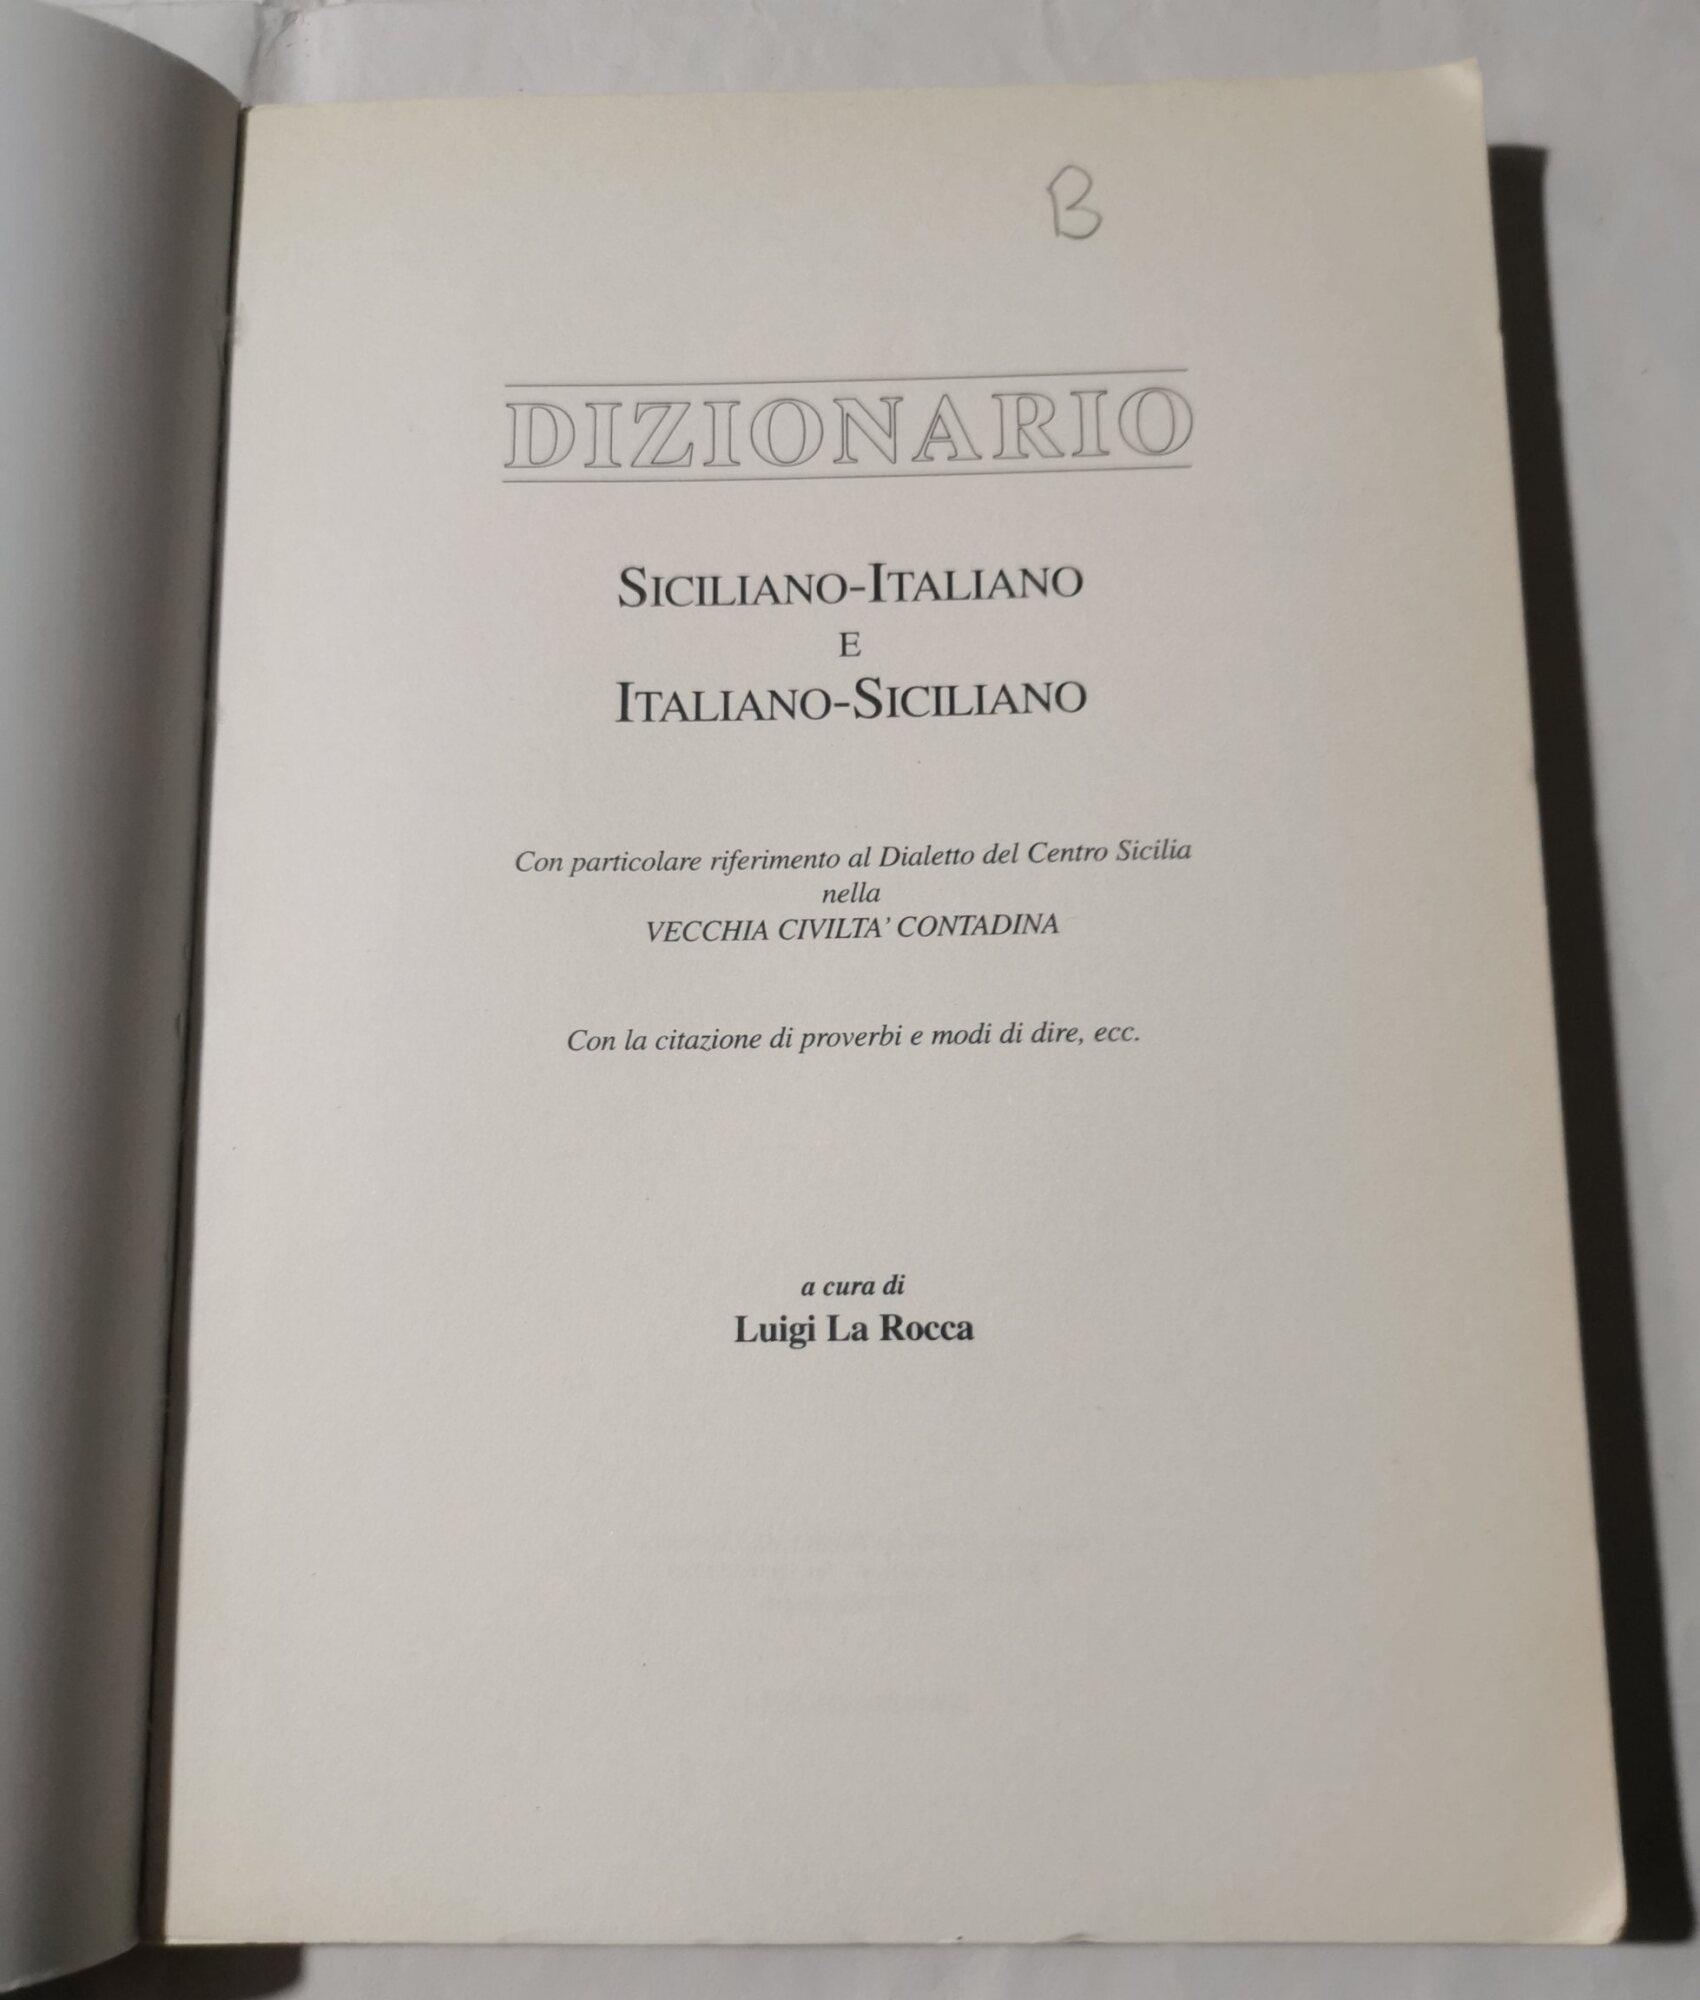 B
DIZIONARIO
SICILIANO-ITALIANO
E
ITALIANO-SICILIANO
Con particolare riferimento al Dialetto del Centro Sicilia
nella
VECCHIA CIVILTA' CONTADINA
Con la citazione di proverbi e modi di dire, ecc.
a cura di
Luigi La Rocca